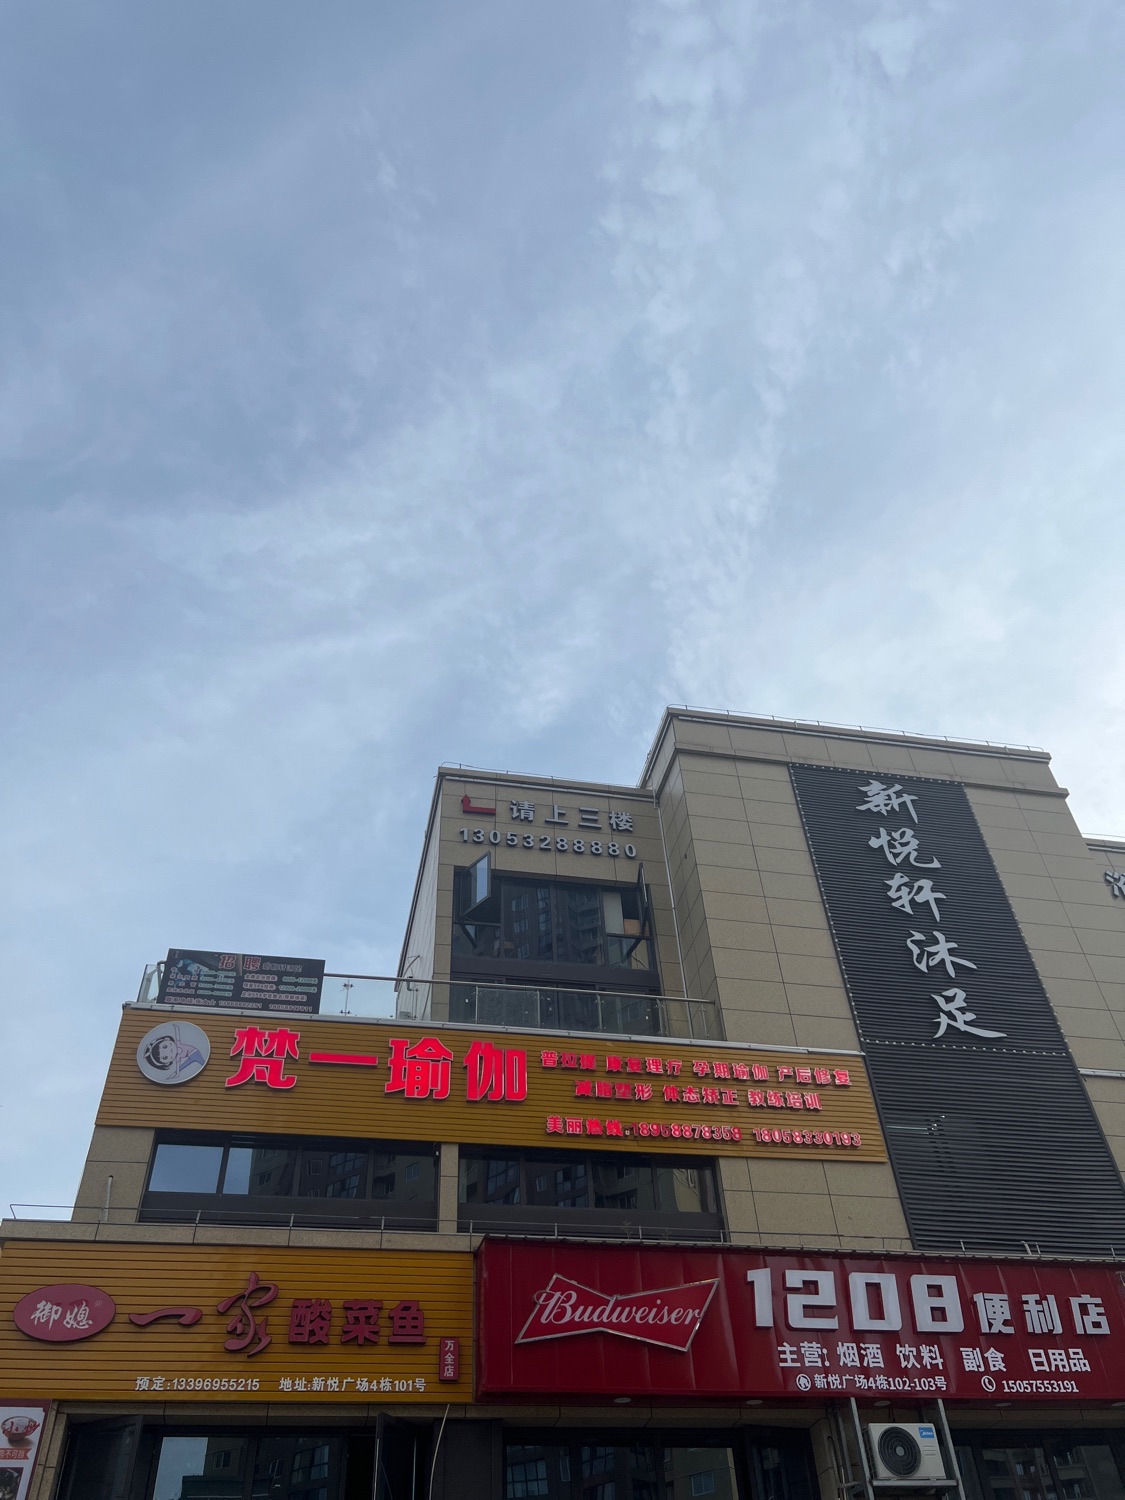 请上三楼
13053288880
新悦轩沐足
招聘
梵一瑜伽
普拉提 康复理疗 孕期瑜伽 产后修复
减脂塑形 体态矫正 教练培训
美丽热线:18958878358 18058330193
御媳
一家酸菜鱼
万全店
预定:13396955215 地址:新悦广场4栋101号
Budweiser
1208便利店
主营: 烟酒 饮料 副食 日用品
新悦广场4栋102-103号 15057553191